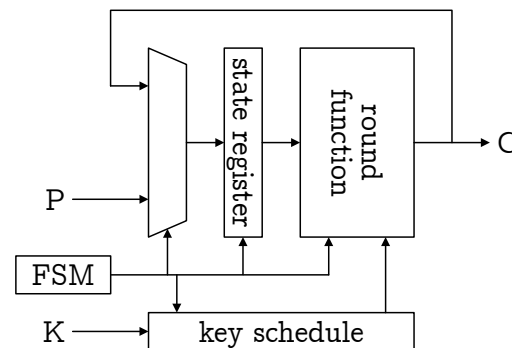 state register
round
function
C
P
FSM
K
key schedule